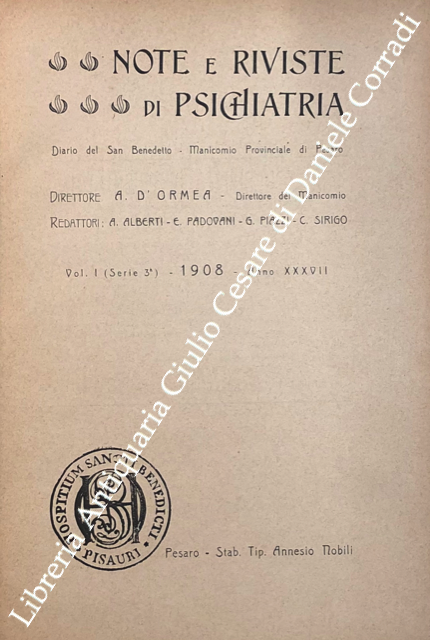 NOTE E RIVISTE
DI PSICHIATRIA
Diario del San Benedetto - Manicomio Provinciale di Pesaro
DIRETTORE A. D'ORMEA - Direttore del Manicomio
REDATTORI: A. ALBERTI - E. PADOVANI - G. PIAZZI - C. SIRIGO
Vol. I (Serie 3ª) - 1908 - Anno XXXVII
HOSPITIUM SANCTI BENEDICTI
PISAURI
Pesaro - Stab. Tip. Annesio Nobili
Libreria Antiquaria Giulio Cesare di Daniele Corradi